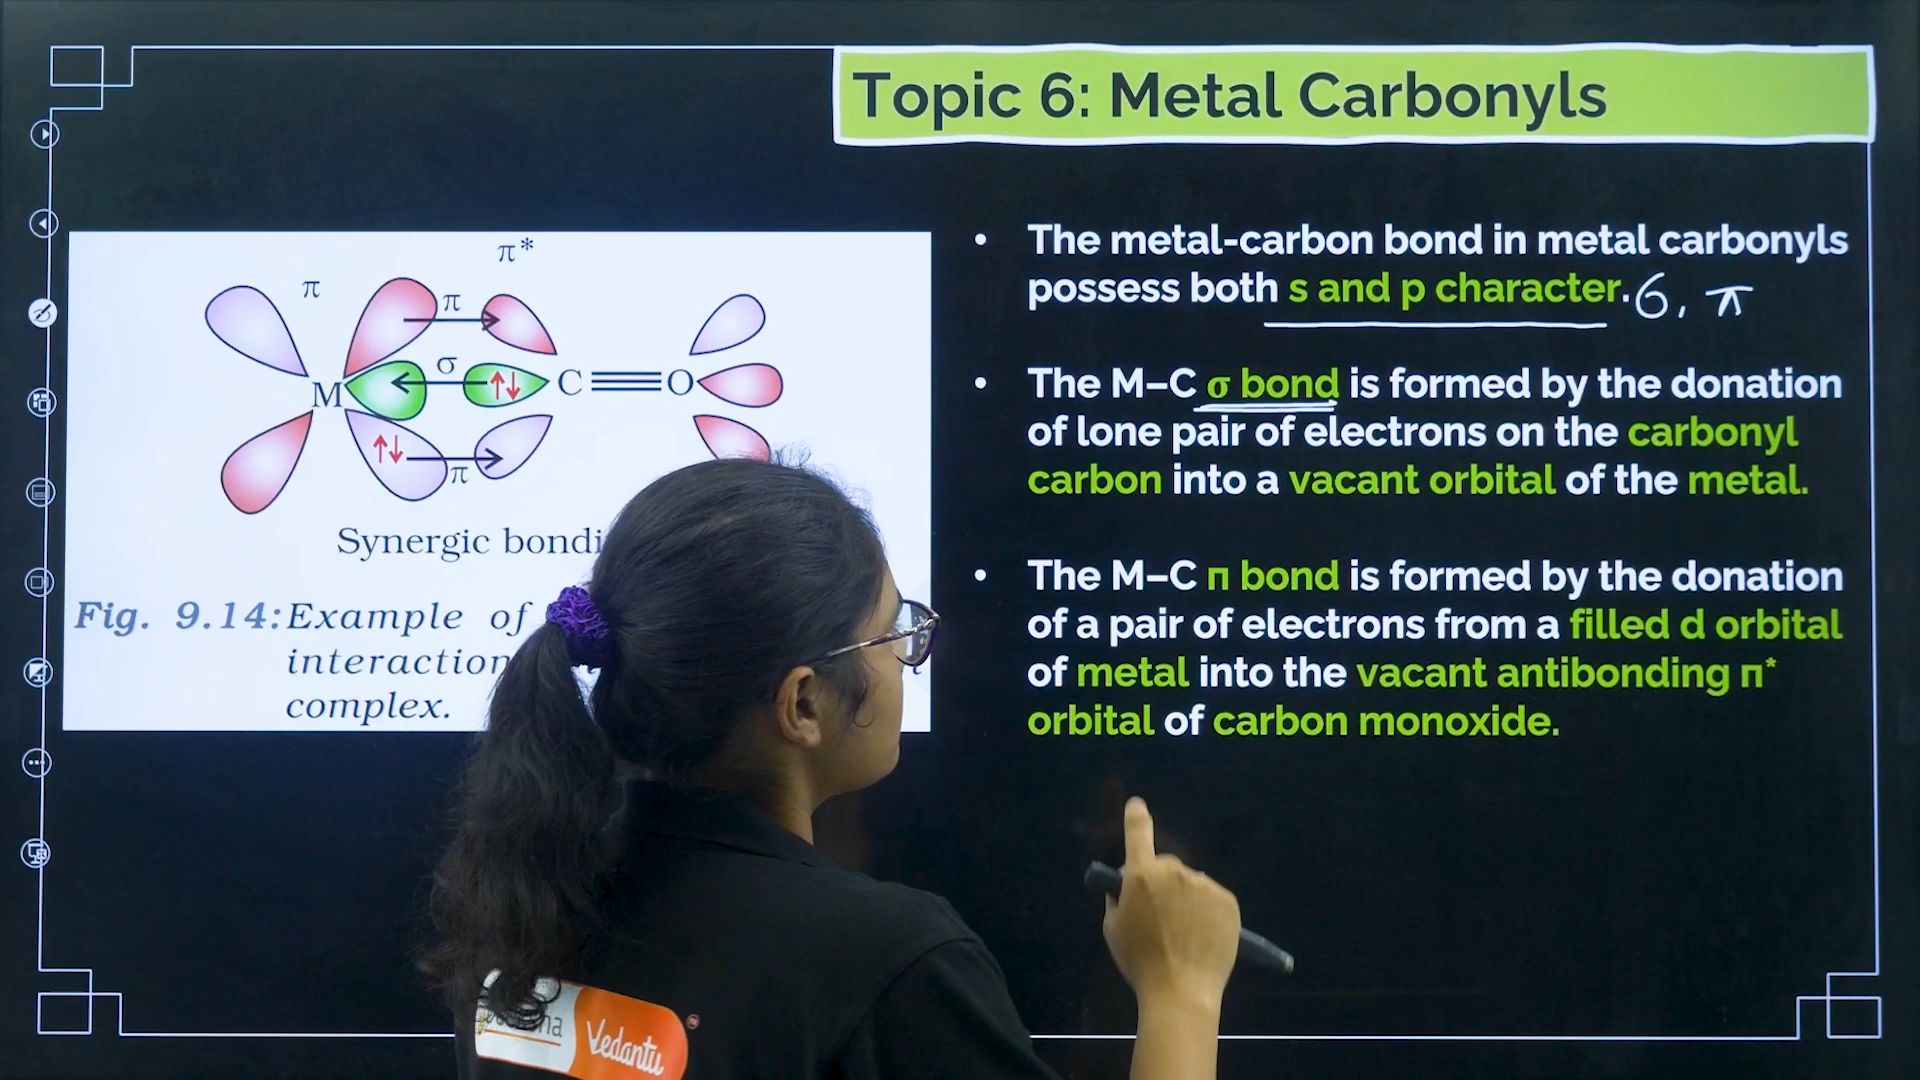 Topic 6: Metal Carbonyls
• The metal-carbon bond in metal carbonyls
possess both s and p character. σ, π
• The M–C σ bond is formed by the donation
of lone pair of electrons on the carbonyl
carbon into a vacant orbital of the metal.
• The M–C π bond is formed by the donation
of a pair of electrons from a filled d orbital
of metal into the vacant antibonding π*
orbital of carbon monoxide.
π*
π
π
σ
M
C
O
π
Synergic
Fig. 9.14: Example of
complex.
Vedantu